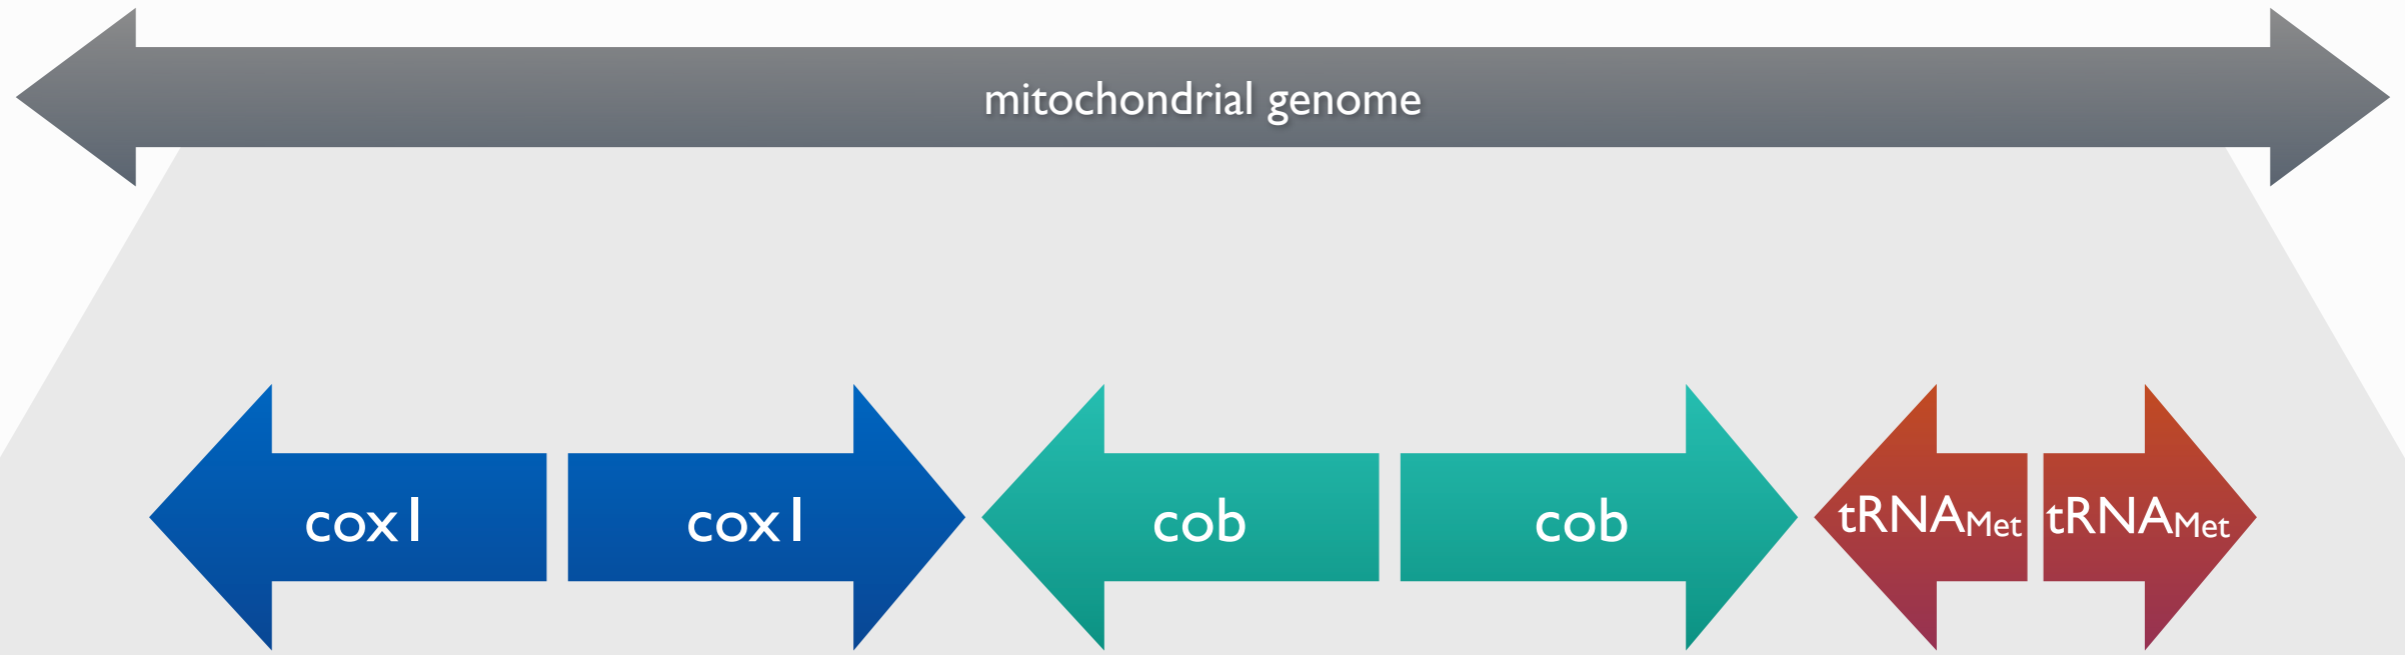 mitochondrial genome
cox1 cox1 cob cob tRNAMet tRNAMet